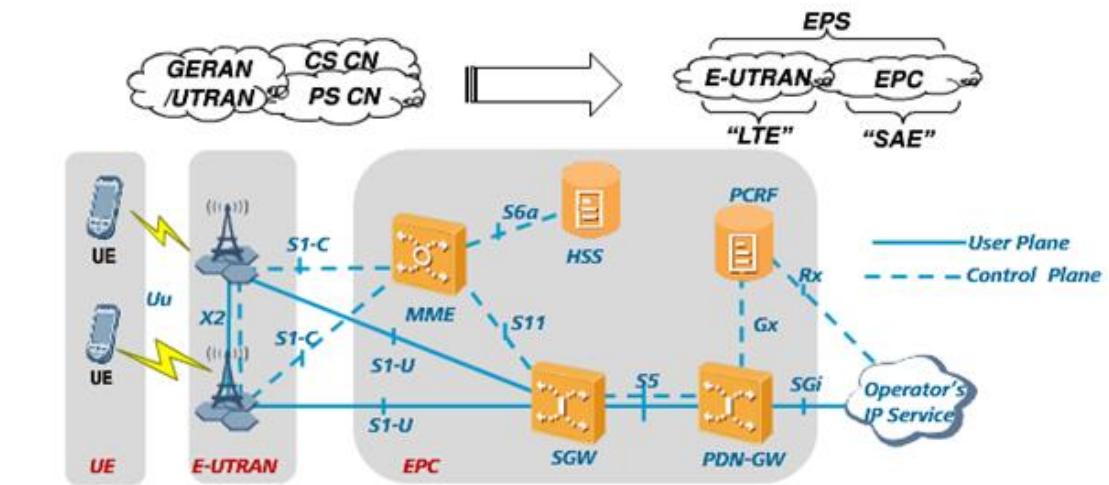 EPS
GERAN
/UTRAN
CS CN
PS CN
E-UTRAN
EPC
“LTE”
“SAE”
UE
UE
Uu
X2
S1-C
S1-C
S1-U
S1-U
MME
S6a
HSS
S11
SGW
S5
PCRF
Gx
Rx
PDN-GW
SGi
Operator's
IP Service
User Plane
Control Plane
UE
E-UTRAN
EPC